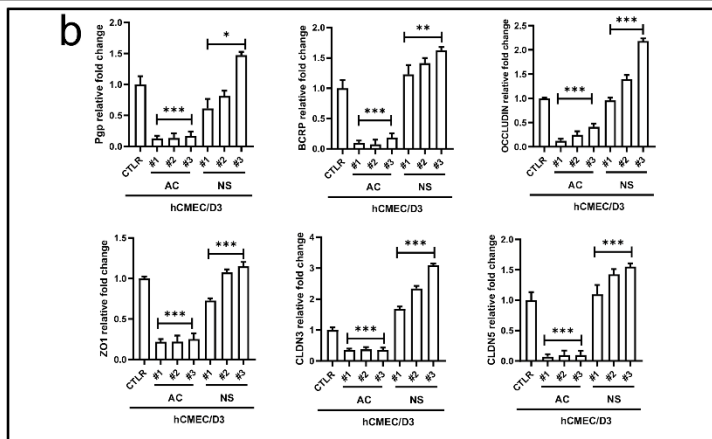 b
Pgp relative fold change
1.5
1.0
0.5
0.0
***
*
CTLR
#1
#2
#3
#1
#2
#3
AC
NS
hCMEC/D3
BCRP relative fold change
2.0
1.5
1.0
0.5
0.0
***
**
CTLR
#1
#2
#3
#1
#2
#3
AC
NS
hCMEC/D3
OCCLUDIN relative fold change
2.5
2.0
1.5
1.0
0.5
0.0
***
***
CTLR
#1
#2
#3
#1
#2
#3
AC
NS
hCMEC/D3
ZO1 relative fold change
1.5
1.0
0.5
0.0
***
***
CTLR
#1
#2
#3
#1
#2
#3
AC
NS
hCMEC/D3
CLDN3 relative fold change
4
3
2
1
0
***
***
CTLR
#1
#2
#3
#1
#2
#3
AC
NS
hCMEC/D3
CLDN5 relative fold change
2.0
1.5
1.0
0.5
0.0
***
***
CTLR
#1
#2
#3
#1
#2
#3
AC
NS
hCMEC/D3